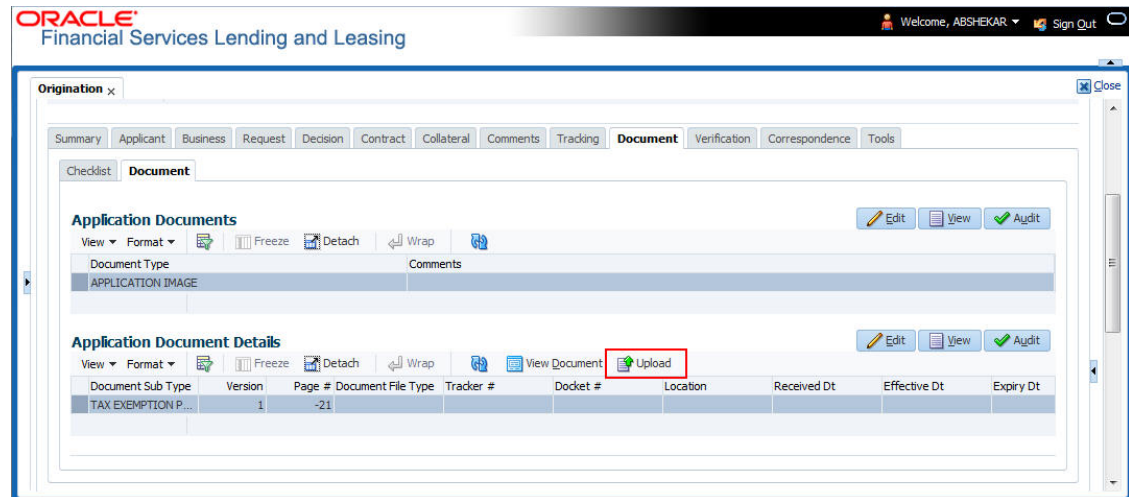 ORACLE®
Welcome, ABSHEKAR Sign Out
Financial Services Lending and Leasing
Origination x Close
Summary Applicant Business Request Decision Contract Collateral Comments Tracking Document Verification Correspondence Tools
Checklist Document
Application Documents Edit View Audit
View Format Freeze Detach Wrap
Document Type Comments
APPLICATION IMAGE
Application Document Details Edit View Audit
View Format Freeze Detach Wrap View Document Upload
Document Sub Type Version Page # Document File Type Tracker # Docket # Location Received Dt Effective Dt Expiry Dt
TAX EXEMPTION P... 1 -21